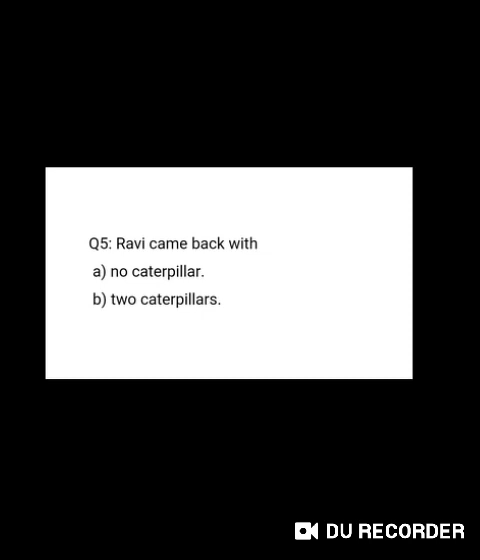 Q5: Ravi came back with
a) no caterpillar.
b) two caterpillars.
DU RECORDER